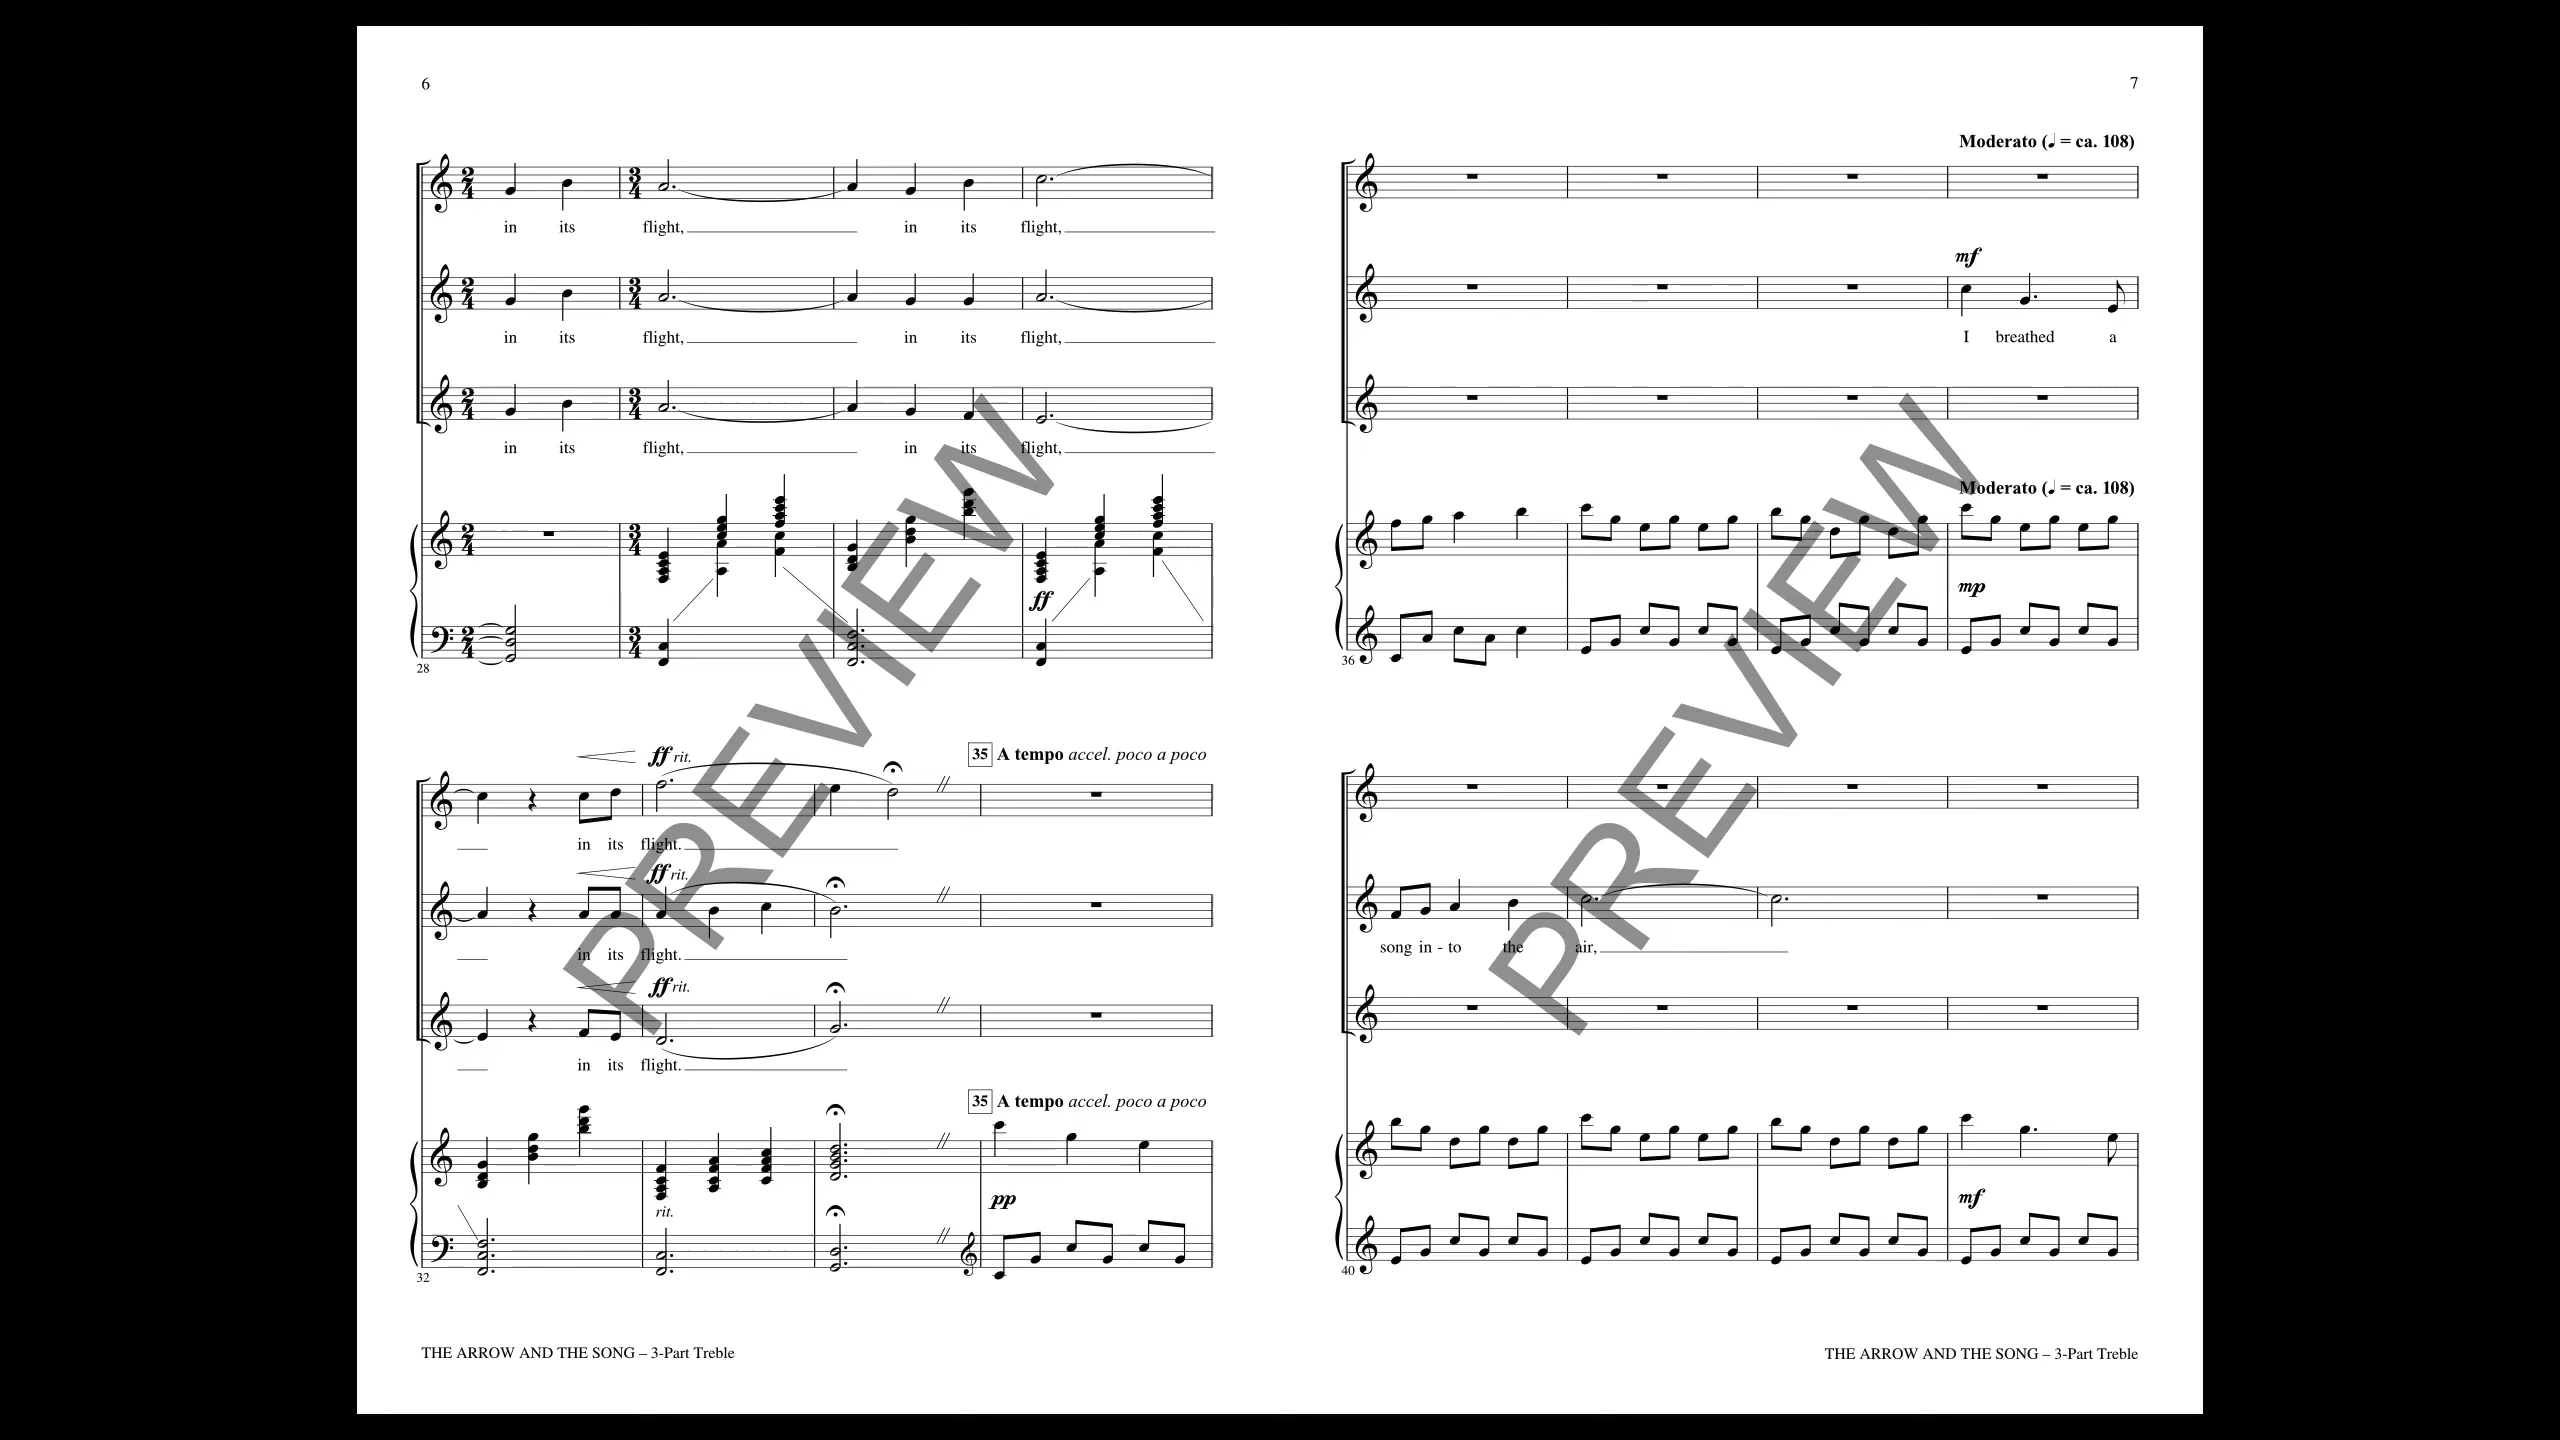 6
in its flight, in its flight,
in its flight, in its flight,
in its flight, in its flight,
ff
28
ff rit.
35 A tempo accel. poco a poco
in its flight.
ff rit.
in its flight.
ff rit.
in its flight.
35 A tempo accel. poco a poco
pp
rit.
32
THE ARROW AND THE SONG – 3-Part Treble
PREVIEW
7
Moderato (♩ = ca. 108)
mf
I breathed a
Moderato (♩ = ca. 108)
mp
36
song in - to the air,
mf
40
THE ARROW AND THE SONG – 3-Part Treble
PREVIEW